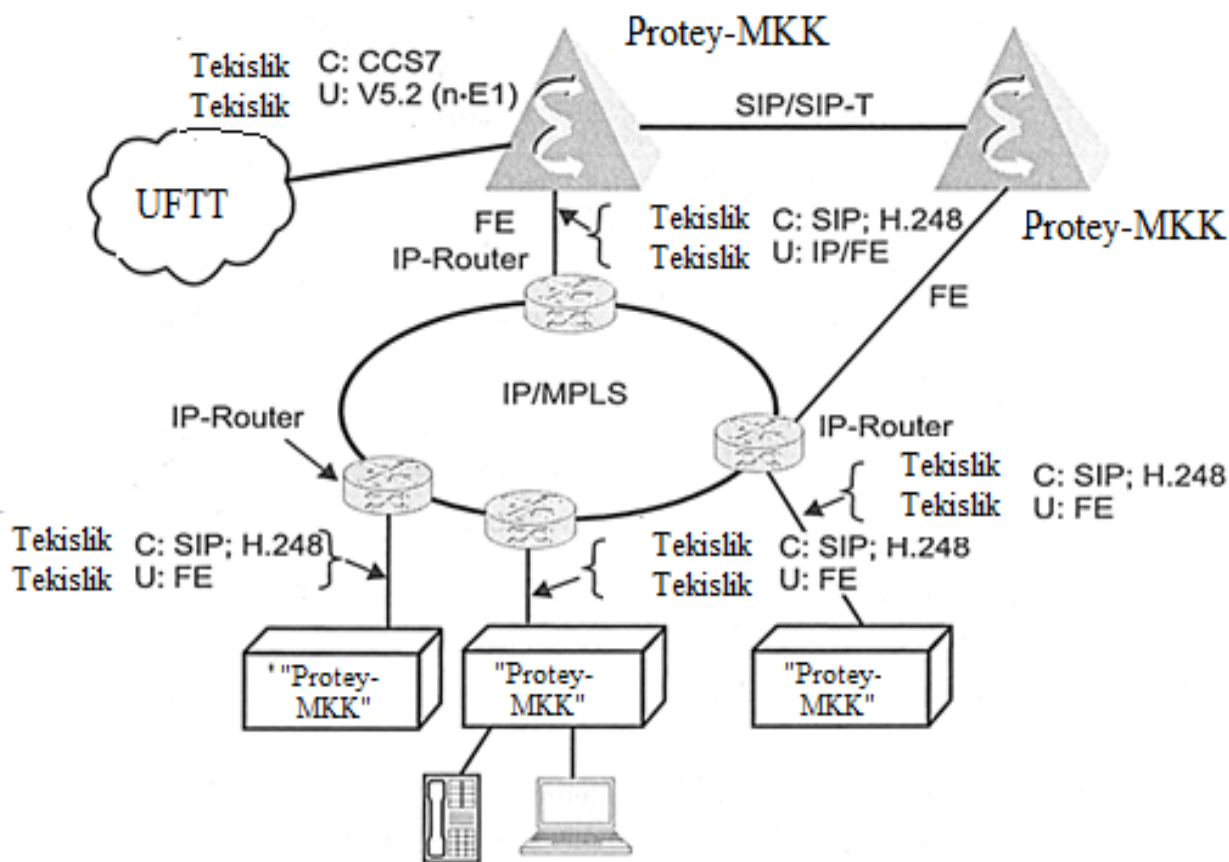 Protey-MKK
Tekislik C: CCS7
Tekislik U: V5.2 (n·E1)
SIP/SIP-T
UFTT
Protey-MKK
FE
IP-Router
Tekislik C: SIP; H.248
Tekislik U: IP/FE
FE
IP/MPLS
IP-Router
IP-Router
Tekislik C: SIP; H.248
Tekislik U: FE
Tekislik C: SIP; H.248
Tekislik U: FE
Tekislik C: SIP; H.248
Tekislik U: FE
' "Protey-
MKK"
"Protey-
MKK"
"Protey-
MKK"